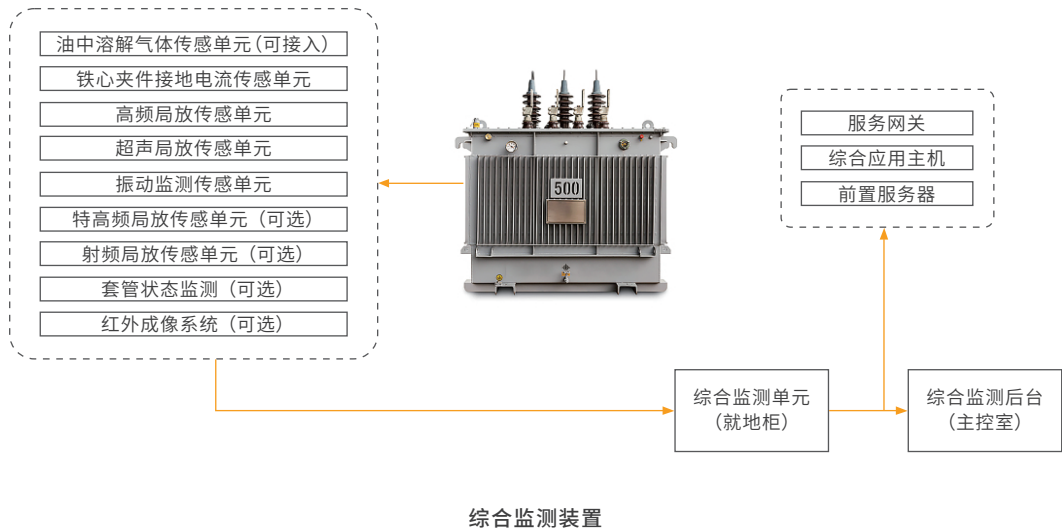 油中溶解气体传感单元(可接入)
铁心夹件接地电流传感单元
高频局放传感单元
超声局放传感单元
振动监测传感单元
特高频局放传感单元（可选）
射频局放传感单元（可选）
套管状态监测（可选）
红外成像系统（可选）
500
服务网关
综合应用主机
前置服务器
综合监测单元
（就地柜）
综合监测后台
（主控室）
综合监测装置